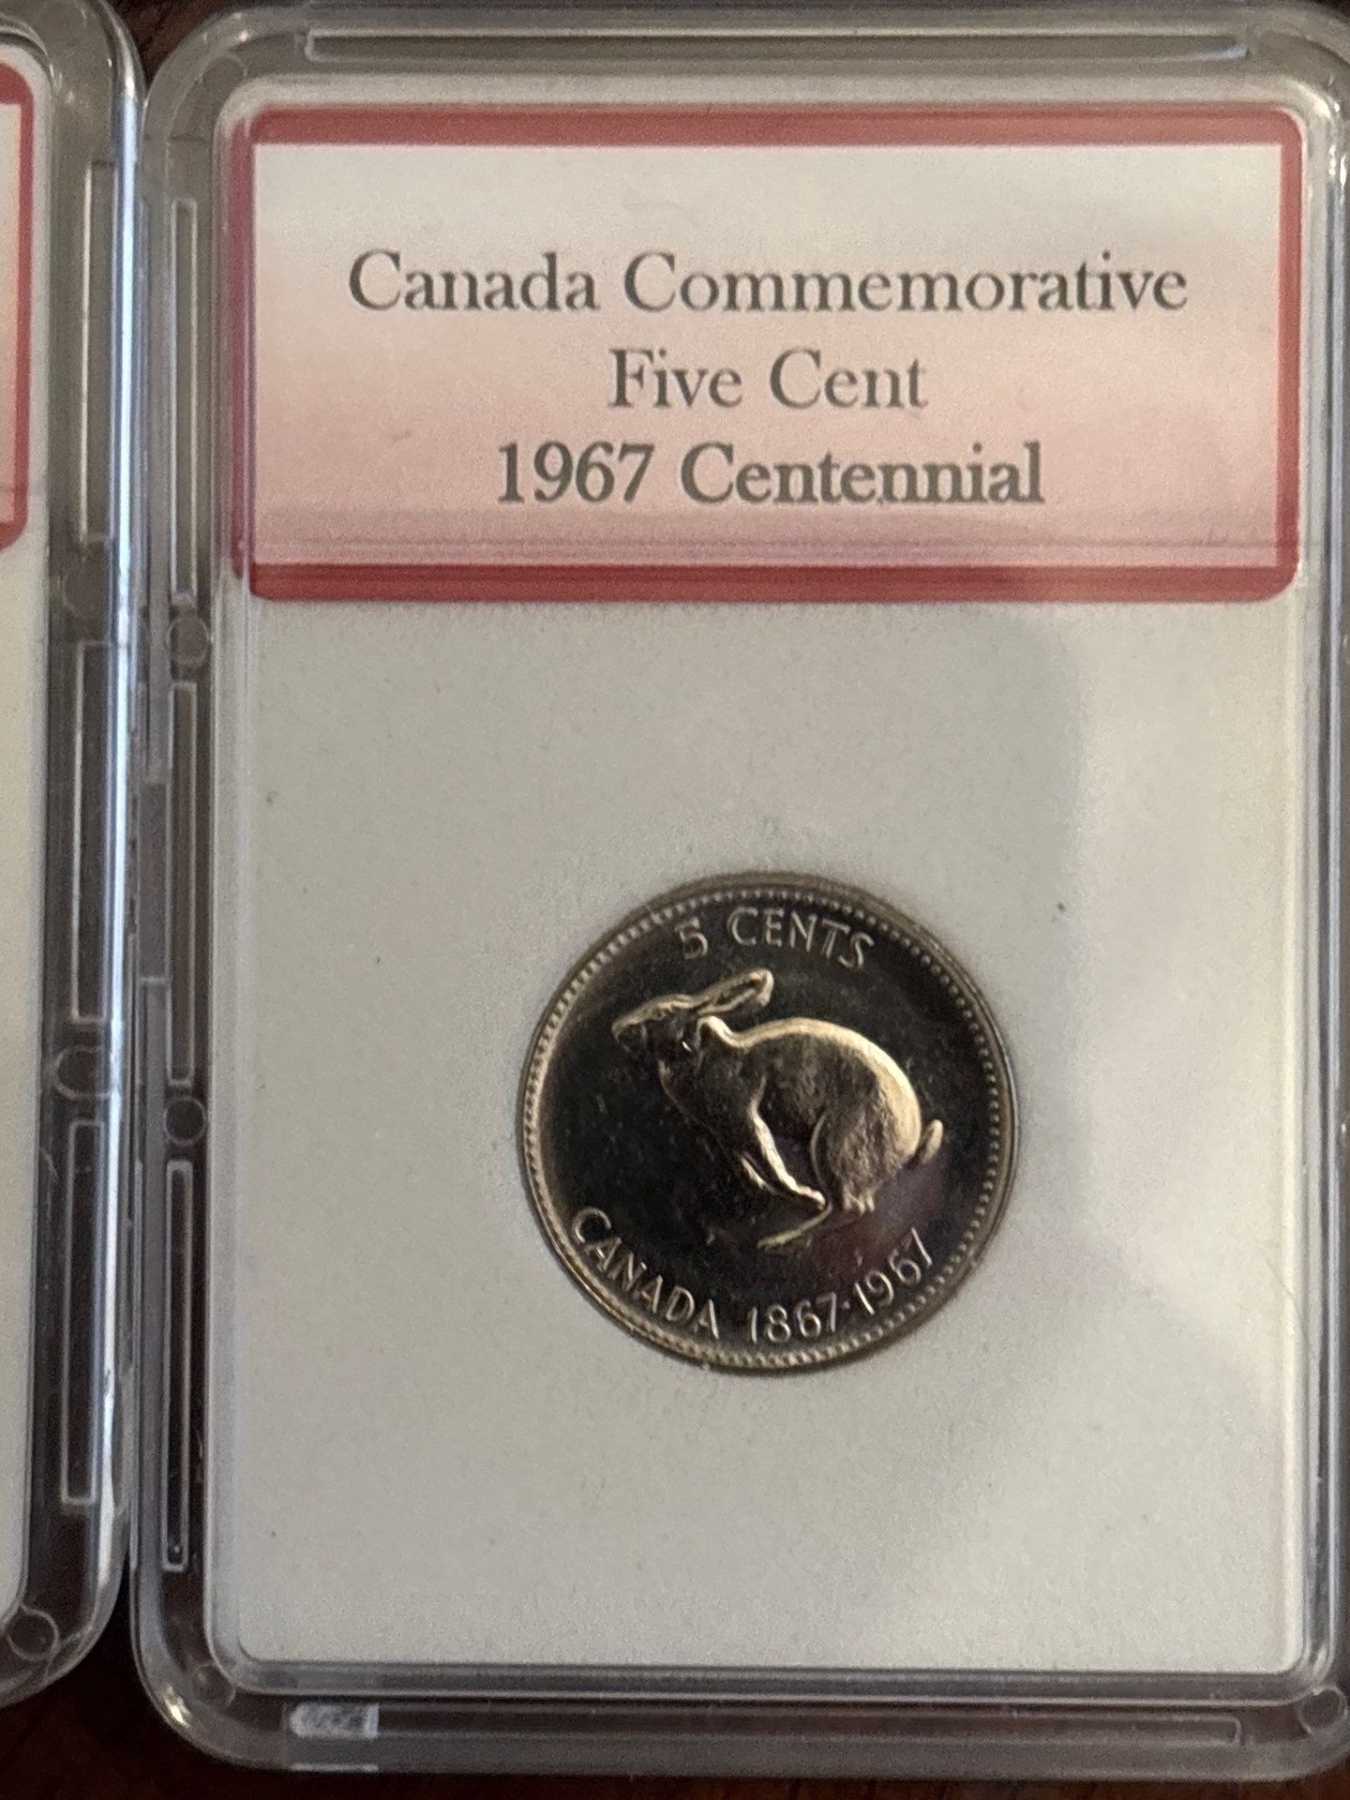 Canada Commemorative
Five Cent
1967 Centennial
5 CENTS
CANADA 1867·1967